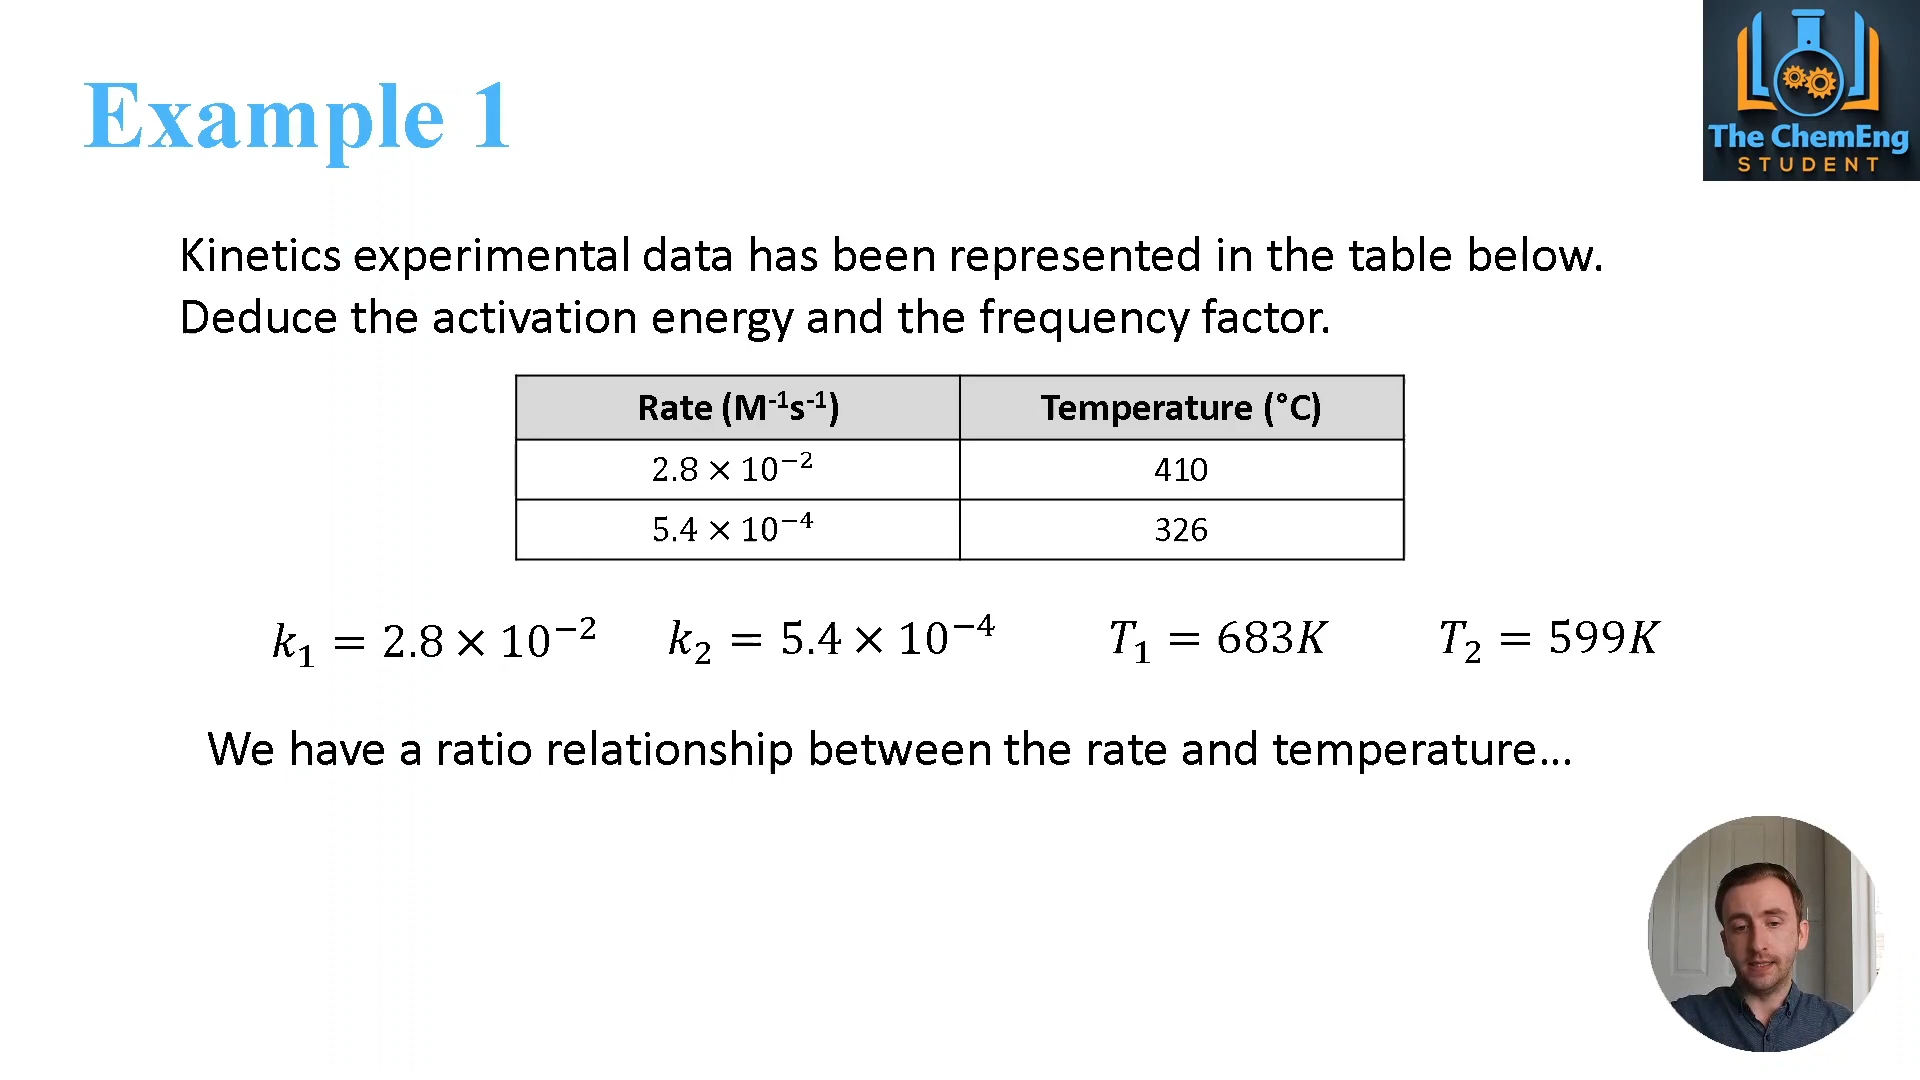 Example 1
The ChemEng
STUDENT
Kinetics experimental data has been represented in the table below.
Deduce the activation energy and the frequency factor.
Rate (M⁻¹s⁻¹) Temperature (°C)
2.8 × 10⁻² 410
5.4 × 10⁻⁴ 326
k₁ = 2.8 × 10⁻² k₂ = 5.4 × 10⁻⁴ T₁ = 683K T₂ = 599K
We have a ratio relationship between the rate and temperature...